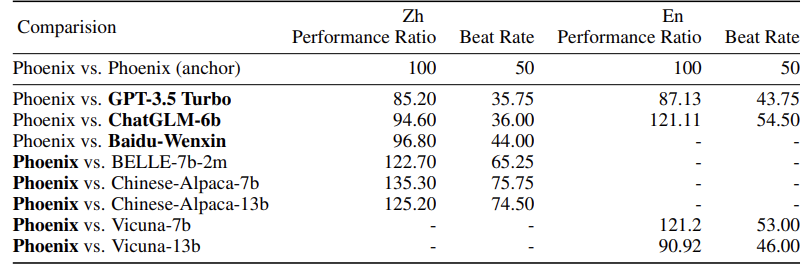 Comparision Zh En
Performance Ratio Beat Rate Performance Ratio Beat Rate
Phoenix vs. Phoenix (anchor) 100 50 100 50
Phoenix vs. GPT-3.5 Turbo 85.20 35.75 87.13 43.75
Phoenix vs. ChatGLM-6b 94.60 36.00 121.11 54.50
Phoenix vs. Baidu-Wenxin 96.80 44.00 - -
Phoenix vs. BELLE-7b-2m 122.70 65.25 - -
Phoenix vs. Chinese-Alpaca-7b 135.30 75.75 - -
Phoenix vs. Chinese-Alpaca-13b 125.20 74.50 - -
Phoenix vs. Vicuna-7b - - 121.2 53.00
Phoenix vs. Vicuna-13b - - 90.92 46.00